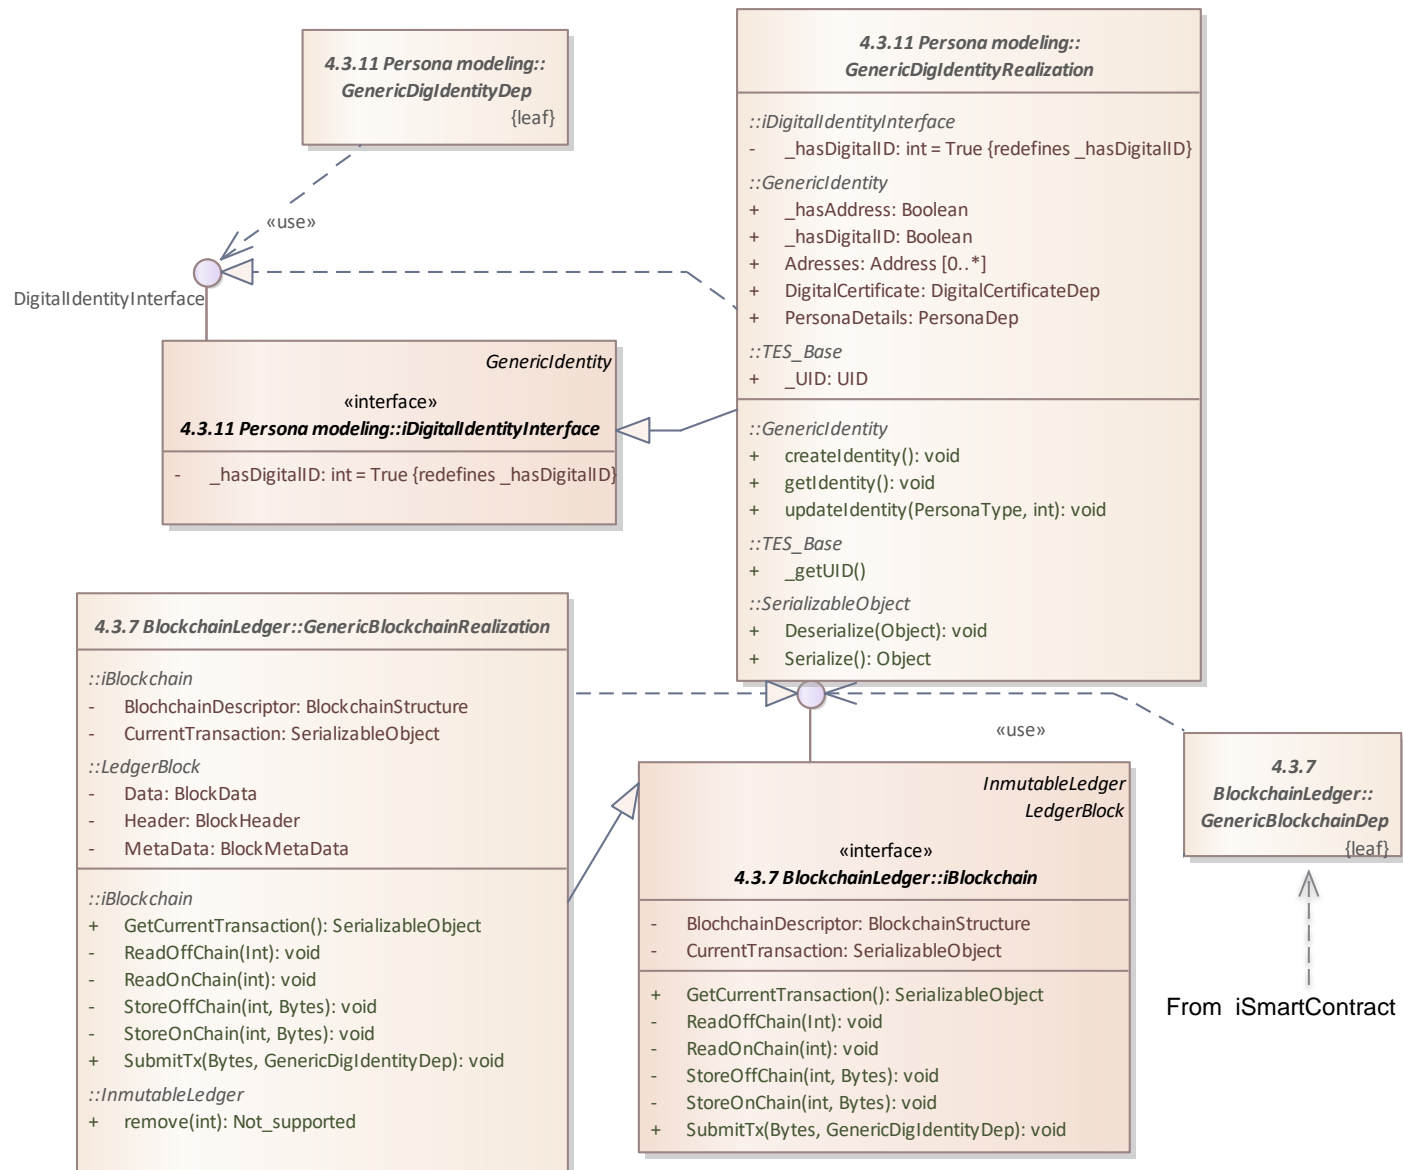 4.3.11 Persona modeling::
GenericDigIdentityDep
{leaf}
«use»
DigitalIdentityInterface
GenericIdentity
«interface»
4.3.11 Persona modeling::iDigitalIdentityInterface
- _hasDigitalID: int = True {redefines _hasDigitalID}
4.3.11 Persona modeling::
GenericDigIdentityRealization
::iDigitalIdentityInterface
- _hasDigitalID: int = True {redefines _hasDigitalID}
::GenericIdentity
+ _hasAddress: Boolean
+ _hasDigitalID: Boolean
+ Adresses: Address [0..*]
+ DigitalCertificate: DigitalCertificateDep
+ PersonaDetails: PersonaDep
::TES_Base
+ _UID: UID
::GenericIdentity
+ createIdentity(): void
+ getIdentity(): void
+ updateIdentity(PersonaType, int): void
::TES_Base
+ _getUID()
::SerializableObject
+ Deserialize(Object): void
+ Serialize(): Object
4.3.7 BlockchainLedger::GenericBlockchainRealization
::iBlockchain
- BlochchainDescriptor: BlockchainStructure
- CurrentTransaction: SerializableObject
::LedgerBlock
- Data: BlockData
- Header: BlockHeader
- MetaData: BlockMetaData
::iBlockchain
+ GetCurrentTransaction(): SerializableObject
- ReadOffChain(Int): void
- ReadOnChain(int): void
- StoreOffChain(int, Bytes): void
- StoreOnChain(int, Bytes): void
+ SubmitTx(Bytes, GenericDigIdentityDep): void
::InmutableLedger
+ remove(int): Not_supported
«use»
InmutableLedger
LedgerBlock
«interface»
4.3.7 BlockchainLedger::iBlockchain
- BlochchainDescriptor: BlockchainStructure
- CurrentTransaction: SerializableObject
+ GetCurrentTransaction(): SerializableObject
- ReadOffChain(Int): void
- ReadOnChain(int): void
- StoreOffChain(int, Bytes): void
- StoreOnChain(int, Bytes): void
+ SubmitTx(Bytes, GenericDigIdentityDep): void
4.3.7
BlockchainLedger::
GenericBlockchainDep
{leaf}
From iSmartContract